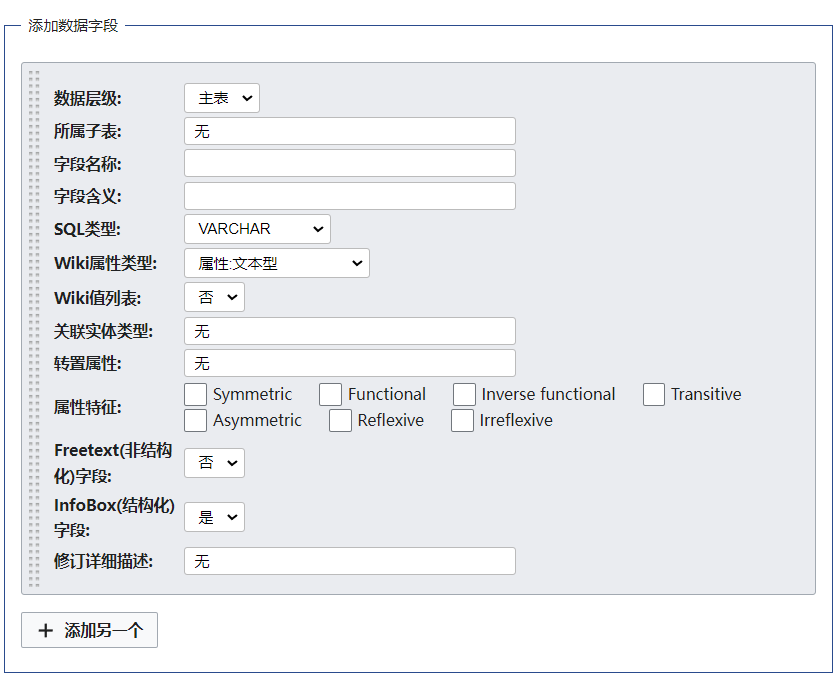 添加数据字段
数据层级: 主表
所属子表: 无
字段名称:
字段含义:
SQL类型: VARCHAR
Wiki属性类型: 属性:文本型
Wiki值列表: 否
关联实体类型: 无
转置属性: 无
属性特征: Symmetric Functional Inverse functional Transitive
Asymmetric Reflexive Irreflexive
Freetext(非结构
化)字段: 否
InfoBox(结构化)
字段: 是
修订详细描述: 无
+ 添加另一个